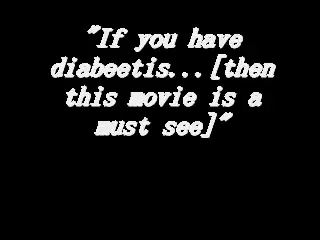 "If you have
diabeetis...[then
this movie is a
must see]"